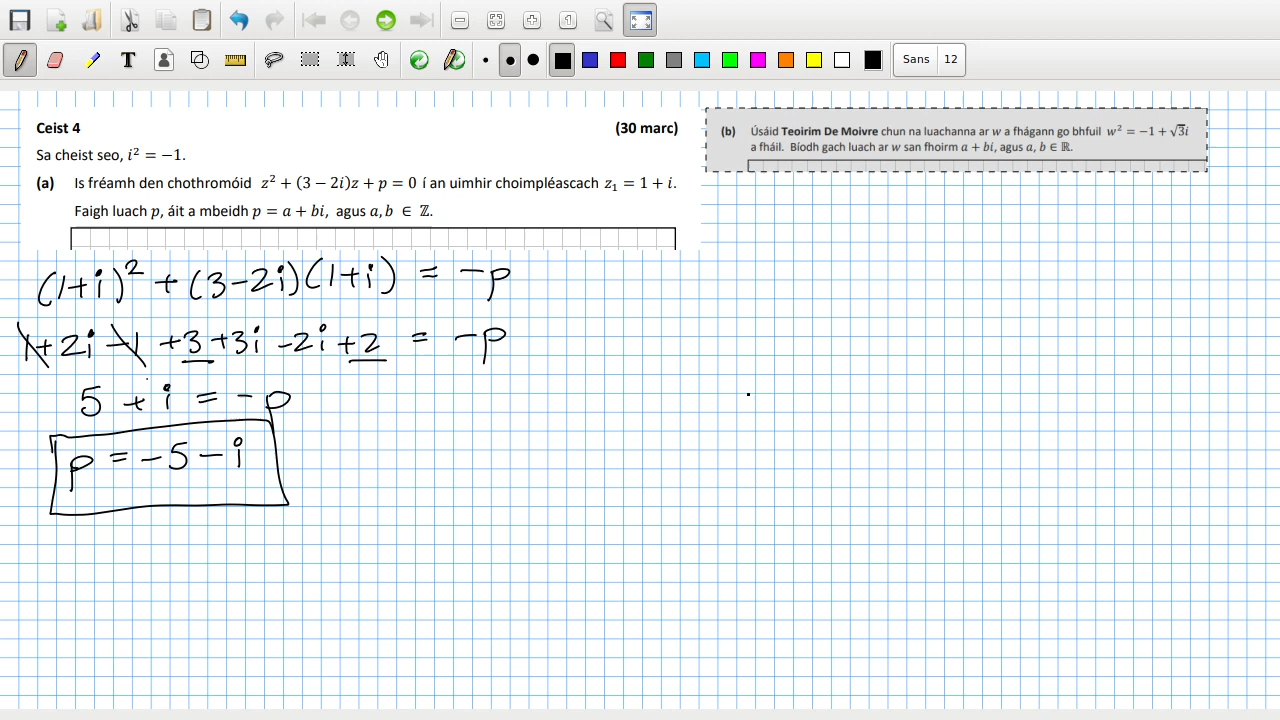 Sans 12
Ceist 4 (30 marc)
Sa cheist seo, i² = −1.
(a) Is fréamh den chothromóid z² + (3 − 2i)z + p = 0 í an uimhir choimpléascach z₁ = 1 + i.
Faigh luach p, áit a mbeidh p = a + bi, agus a, b ∈ ℤ.
(1+i)² + (3−2i)(1+i) = −p
1+2i −1 +3+3i −2i+2 = −p
5 + i = −p
p = −5 − i
(b) Úsáid Teoirim De Moivre chun na luachanna ar w a fhágann go bhfuil w² = −1 + √3i
a fháil. Bíodh gach luach ar w san fhoirm a + bi, agus a, b ∈ ℝ.